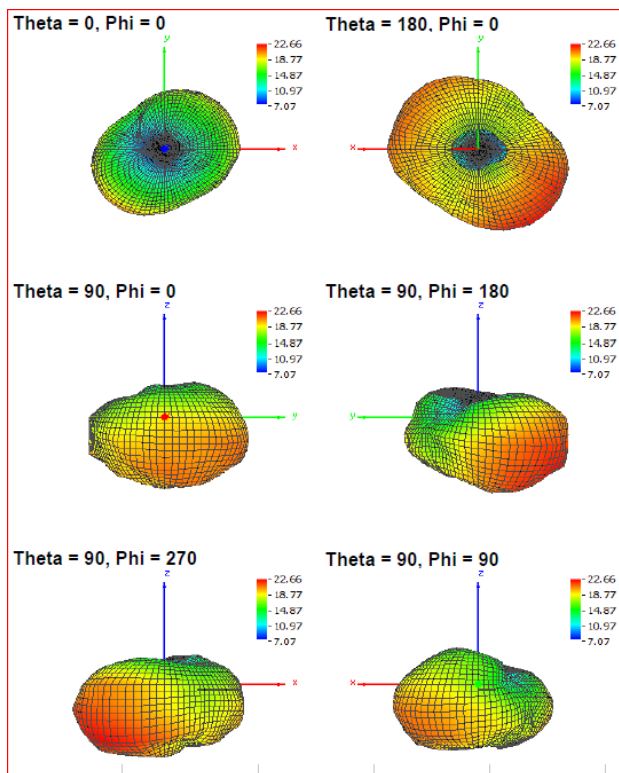 Theta = 0, Phi = 0
y
22.66
18.77
14.87
10.97
7.07
x
Theta = 180, Phi = 0
y
22.66
18.77
14.87
10.97
7.07
x
Theta = 90, Phi = 0
z
22.66
18.77
14.87
10.97
7.07
y
Theta = 90, Phi = 180
z
22.66
18.77
14.87
10.97
7.07
y
Theta = 90, Phi = 270
z
22.66
18.77
14.87
10.97
7.07
x
Theta = 90, Phi = 90
z
22.66
18.77
14.87
10.97
7.07
x